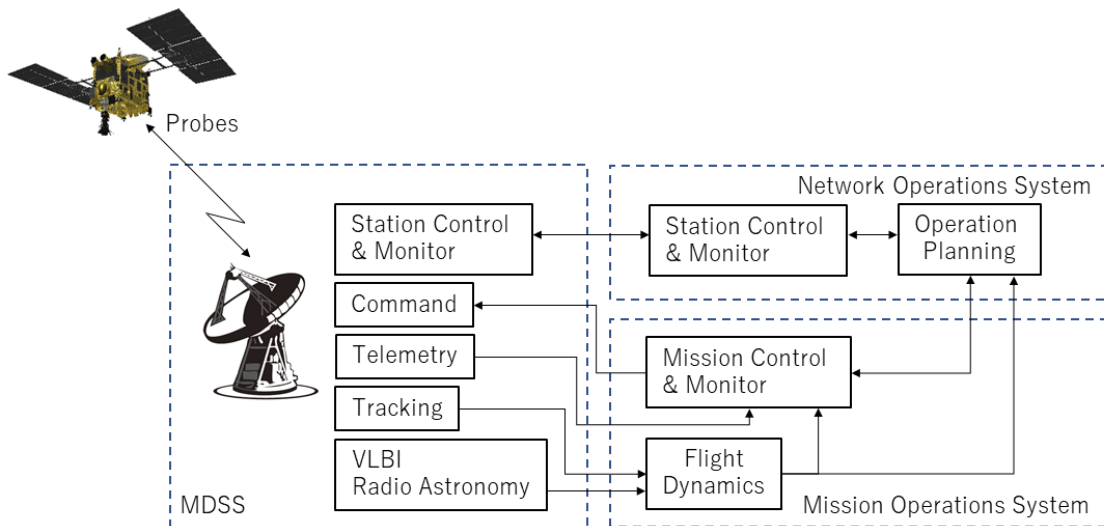 Probes
Network Operations System
Station Control
& Monitor
Station Control
& Monitor
Operation
Planning
Command
Telemetry
Mission Control
& Monitor
Tracking
VLBI
Radio Astronomy
Flight
Dynamics
MDSS
Mission Operations System